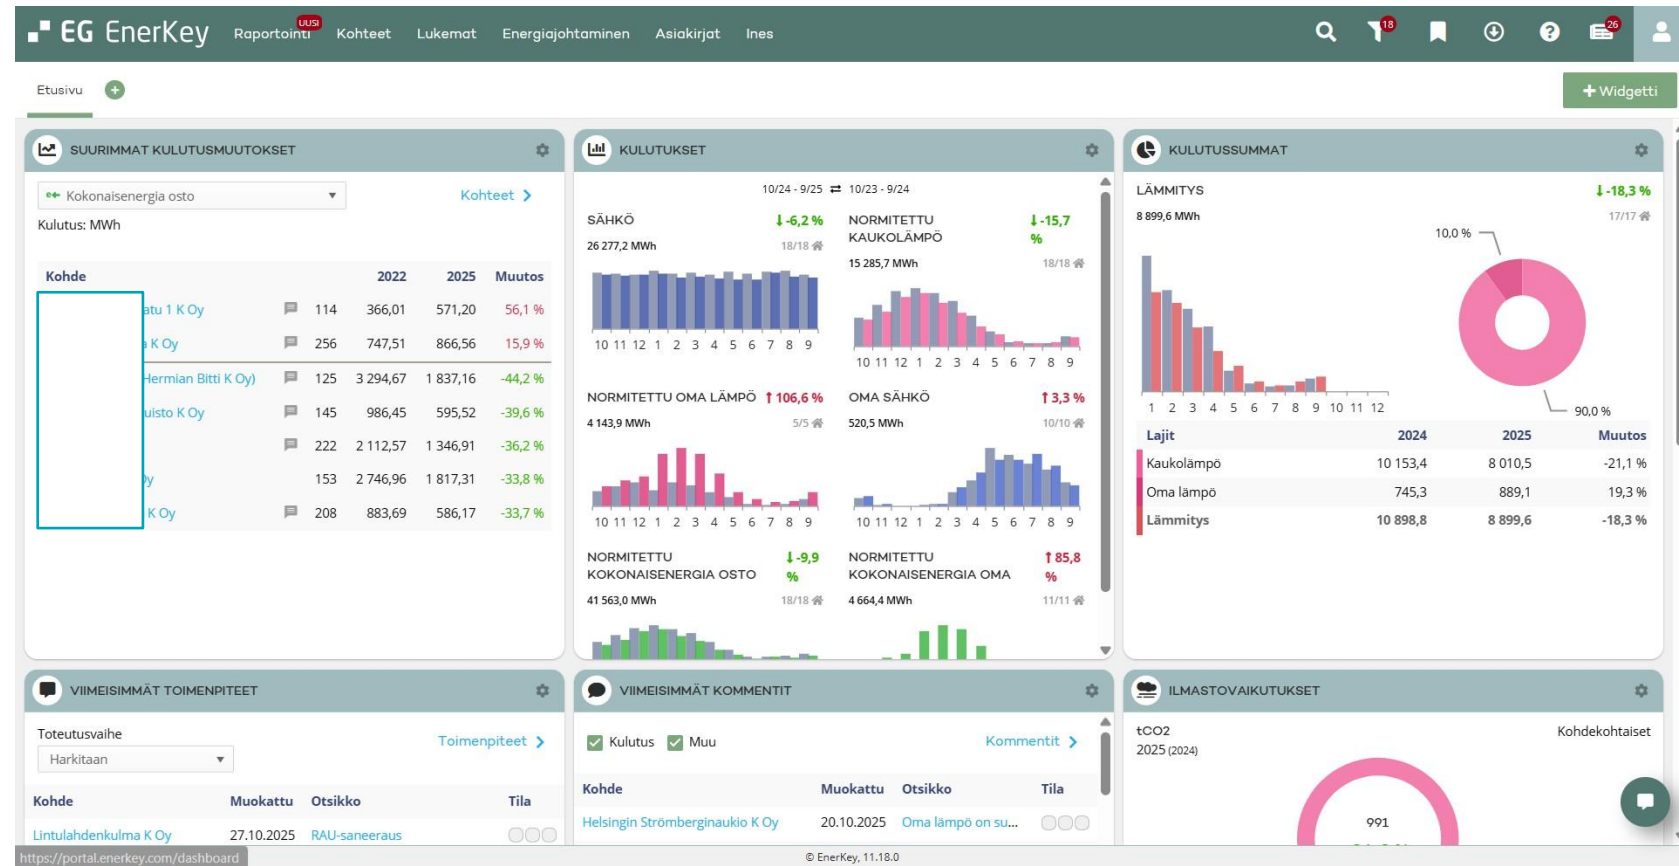 EG EnerKey
Raportointi UUSI Kohteet Lukemat Energiajohtaminen Asiakirjat Ines
18
26
Etusivu
+ Widgetti
SUURIMMAT KULUTUSMUUTOKSET
Kokonaisenergia osto
Kohteet
Kulutus: MWh
Kohde 2022 2025 Muutos
atu 1 K Oy 114 366,01 571,20 56,1 %
K Oy 256 747,51 866,56 15,9 %
Hermian Bitti K Oy) 125 3 294,67 1 837,16 -44,2 %
uisto K Oy 145 986,45 595,52 -39,6 %
222 2 112,57 1 346,91 -36,2 %
Oy 153 2 746,96 1 817,31 -33,8 %
K Oy 208 883,69 586,17 -33,7 %
KULUTUKSET
10/24 - 9/25 ⇄ 10/23 - 9/24
SÄHKÖ -6,2 %
26 277,2 MWh 18/18
10 11 12 1 2 3 4 5 6 7 8 9
NORMITETTU KAUKOLÄMPÖ -15,7 %
15 285,7 MWh 18/18
10 11 12 1 2 3 4 5 6 7 8 9
NORMITETTU OMA LÄMPÖ 106,6 %
4 143,9 MWh 5/5
10 11 12 1 2 3 4 5 6 7 8 9
OMA SÄHKÖ 3,3 %
520,5 MWh 10/10
10 11 12 1 2 3 4 5 6 7 8 9
NORMITETTU KOKONAISENERGIA OSTO -9,9 %
41 563,0 MWh 18/18
NORMITETTU KOKONAISENERGIA OMA 85,8 %
4 664,4 MWh 11/11
KULUTUSSUMMAT
LÄMMITYS -18,3 %
8 899,6 MWh 17/17
10,0 %
90,0 %
1 2 3 4 5 6 7 8 9 10 11 12
Lajit 2024 2025 Muutos
Kaukolämpö 10 153,4 8 010,5 -21,1 %
Oma lämpö 745,3 889,1 19,3 %
Lämmitys 10 898,8 8 899,6 -18,3 %
VIIMEISIMMÄT TOIMENPITEET
Toteutusvaihe
Harkitaan
Toimenpiteet
Kohde Muokattu Otsikko Tila
Lintulahdenkulma K Oy 27.10.2025 RAU-saneeraus
VIIMEISIMMÄT KOMMENTIT
Kulutus Muu
Kommentit
Kohde Muokattu Otsikko Tila
Helsingin Strömberginaukio K Oy 20.10.2025 Oma lämpö on su...
ILMASTOVAIKUTUKSET
tCO2
2025 (2024)
Kohdekohtaiset
991
https://portal.enerkey.com/dashboard
© EnerKey, 11.18.0